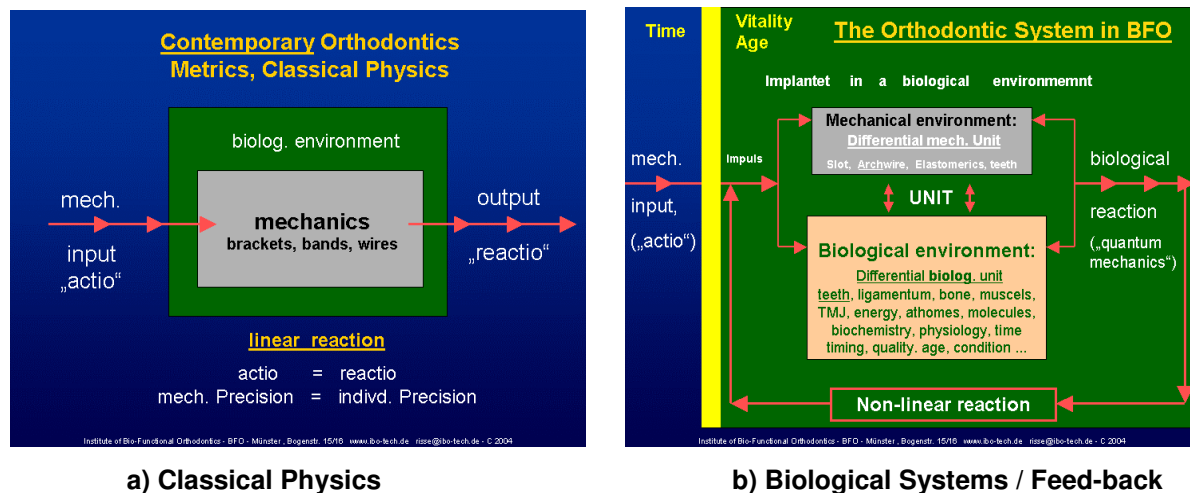 Contemporary Orthodontics
Metrics, Classical Physics
biolog. environment
mech.
input
„actio“
mechanics
brackets, bands, wires
output
„reactio“
linear reaction
actio = reactio
mech. Precision = indivd. Precision
Institute of Bio-Functional Orthodontics - BFO - Münster , Bogenstr. 15/16 www.ibo-tech.de risse@ibo-tech.de - C 2004
a) Classical Physics
Time
Vitality
Age
The Orthodontic System in BFO
Implantet in a biological environmemnt
Mechanical environment:
Differential mech. Unit
Slot, Archwire, Elastomerics, teeth
mech.
input,
(„actio“)
Impuls
UNIT
biological
reaction
(„quantum
mechanics“)
Biological environment:
Differential biolog. unit
teeth, ligamentum, bone, muscels,
TMJ, energy, athomes, molecules,
biochemistry, physiology, time
timing, quality. age, condition ...
Non-linear reaction
Institute of Bio-Functional Orthodontics - BFO - Münster , Bogenstr. 15/16 www.ibo-tech.de risse@ibo-tech.de - C 2004
b) Biological Systems / Feed-back